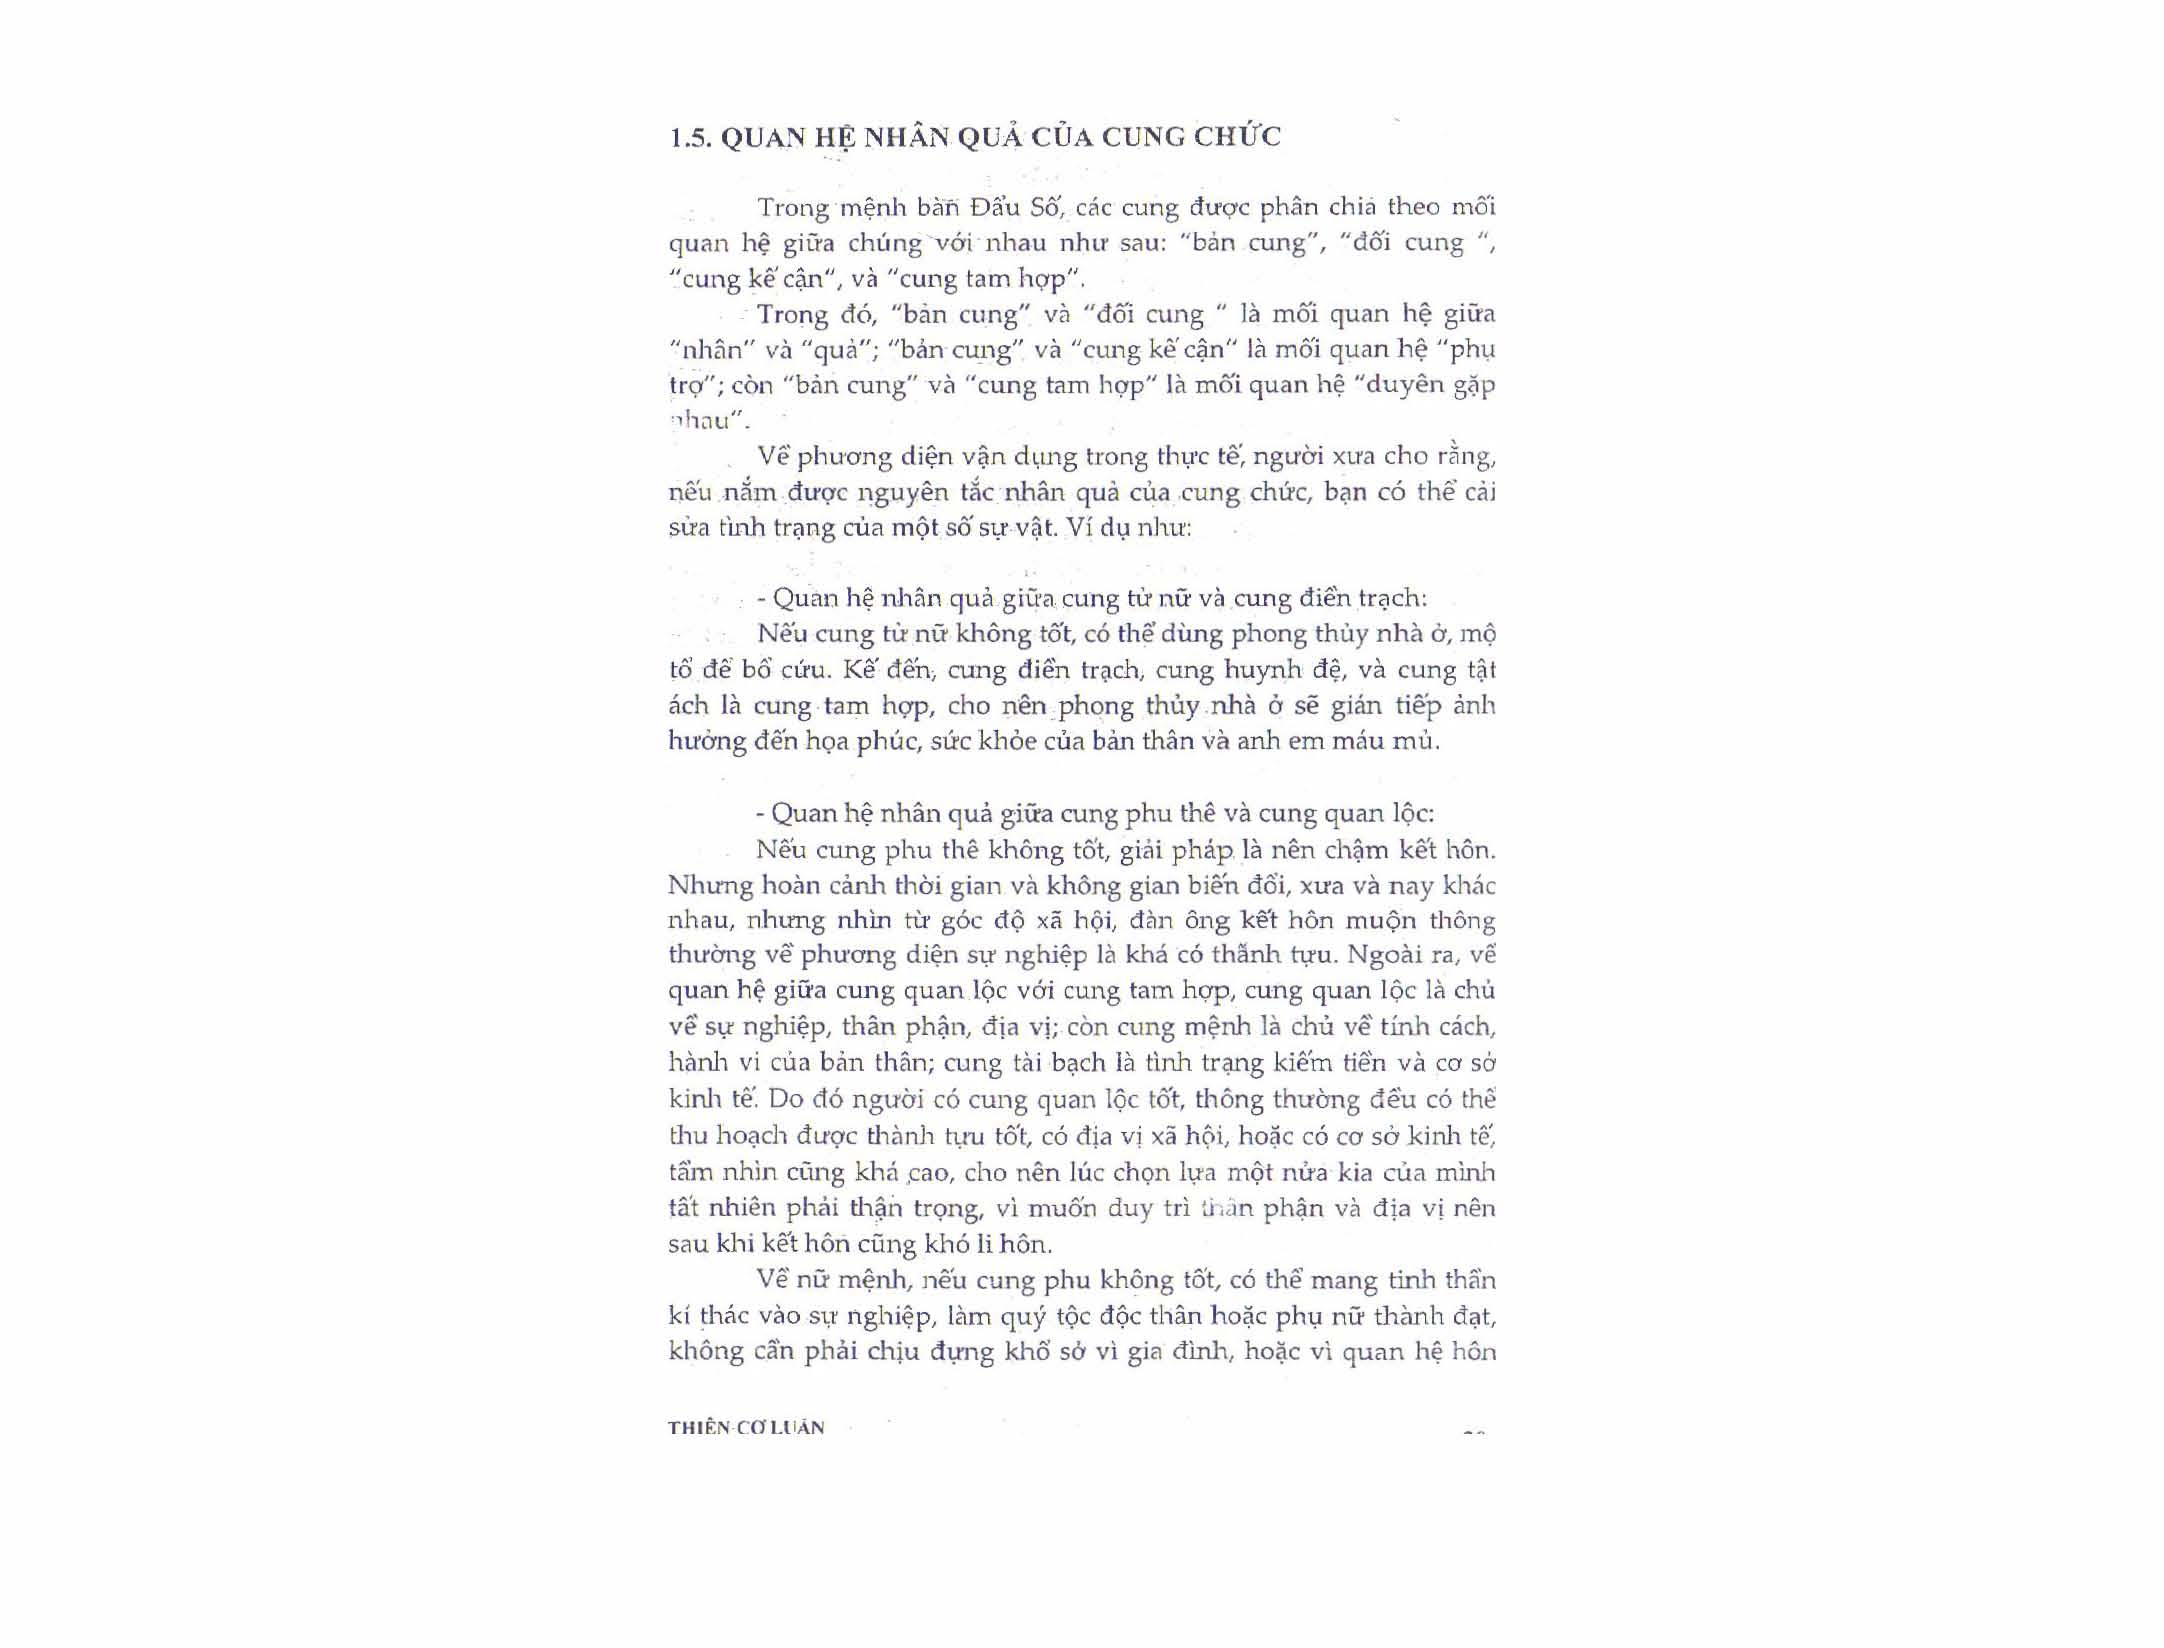 1.5. QUAN HỆ NHÂN QUẢ CỦA CUNG CHỨC
Trong mệnh bàn Đẩu Số, các cung được phân chia theo mối
quan hệ giữa chúng với nhau như sau: "bản cung", "đối cung ",
"cung kế cận", và "cung tam hợp".
Trong đó, "bản cung" và "đối cung " là mối quan hệ giữa
"nhân" và "quả"; "bản cung" và "cung kế cận" là mối quan hệ "phụ
trợ"; còn "bản cung" và "cung tam hợp" là mối quan hệ "duyên gặp
nhau".
Về phương diện vận dụng trong thực tế, người xưa cho rằng,
nếu nắm được nguyên tắc nhân quả của cung chức, bạn có thể cải
sửa tình trạng của một số sự vật. Ví dụ như:
- Quan hệ nhân quả giữa cung tử nữ và cung điền trạch:
Nếu cung tử nữ không tốt, có thể dùng phong thủy nhà ở, mộ
tổ để bổ cứu. Kế đến, cung điền trạch, cung huynh đệ, và cung tật
ách là cung tam hợp, cho nên phong thủy nhà ở sẽ gián tiếp ảnh
hưởng đến họa phúc, sức khỏe của bản thân và anh em máu mủ.
- Quan hệ nhân quả giữa cung phu thê và cung quan lộc:
Nếu cung phu thê không tốt, giải pháp là nên chậm kết hôn.
Nhưng hoàn cảnh thời gian và không gian biến đổi, xưa và nay khác
nhau, nhưng nhìn từ góc độ xã hội, đàn ông kết hôn muộn thông
thường về phương diện sự nghiệp là khá có thành tựu. Ngoài ra, về
quan hệ giữa cung quan lộc với cung tam hợp, cung quan lộc là chủ
về sự nghiệp, thân phận, địa vị; còn cung mệnh là chủ về tính cách,
hành vi của bản thân; cung tài bạch là tình trạng kiếm tiền và cơ sở
kinh tế. Do đó người có cung quan lộc tốt, thông thường đều có thể
thu hoạch được thành tựu tốt, có địa vị xã hội, hoặc có cơ sở kinh tế,
tầm nhìn cũng khá cao, cho nên lúc chọn lựa một nửa kia của mình
tất nhiên phải thận trọng, vì muốn duy trì thân phận và địa vị nên
sau khi kết hôn cũng khó li hôn.
Về nữ mệnh, nếu cung phu không tốt, có thể mang tinh thần
kí thác vào sự nghiệp, làm quý tộc độc thân hoặc phụ nữ thành đạt,
không cần phải chịu đựng khổ sở vì gia đình, hoặc vì quan hệ hôn
THIÊN CƠ LUẬN